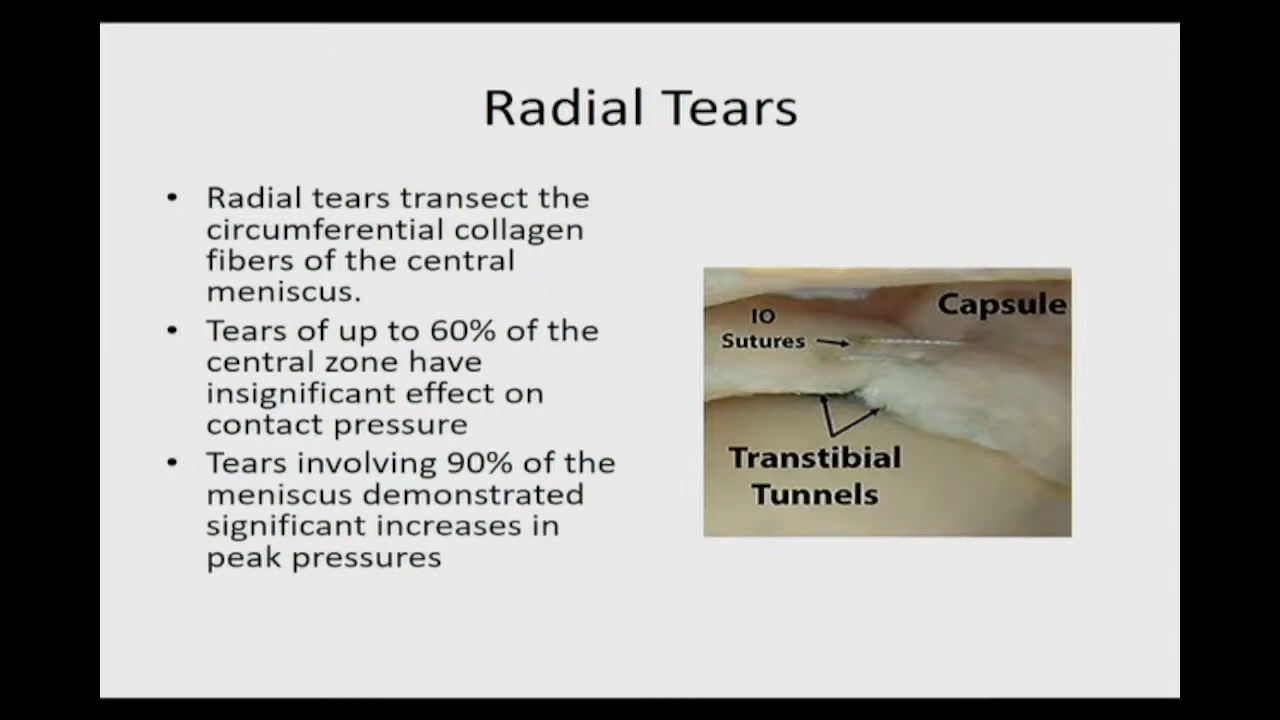 Radial Tears
• Radial tears transect the
circumferential collagen
fibers of the central
meniscus.
• Tears of up to 60% of the
central zone have
insignificant effect on
contact pressure
• Tears involving 90% of the
meniscus demonstrated
significant increases in
peak pressures
Capsule
IO
Sutures
Transtibial
Tunnels